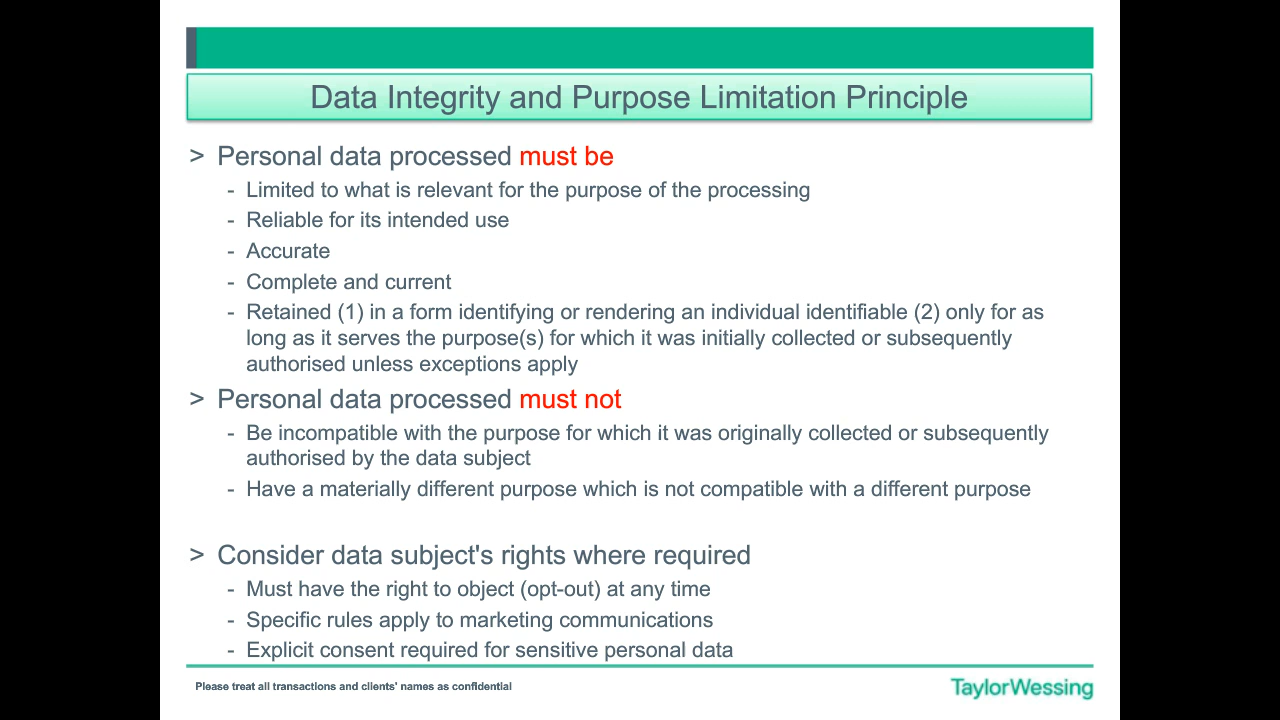 Data Integrity and Purpose Limitation Principle
> Personal data processed must be
- Limited to what is relevant for the purpose of the processing
- Reliable for its intended use
- Accurate
- Complete and current
- Retained (1) in a form identifying or rendering an individual identifiable (2) only for as
long as it serves the purpose(s) for which it was initially collected or subsequently
authorised unless exceptions apply
> Personal data processed must not
- Be incompatible with the purpose for which it was originally collected or subsequently
authorised by the data subject
- Have a materially different purpose which is not compatible with a different purpose
> Consider data subject's rights where required
- Must have the right to object (opt-out) at any time
- Specific rules apply to marketing communications
- Explicit consent required for sensitive personal data
Please treat all transactions and clients' names as confidential
TaylorWessing